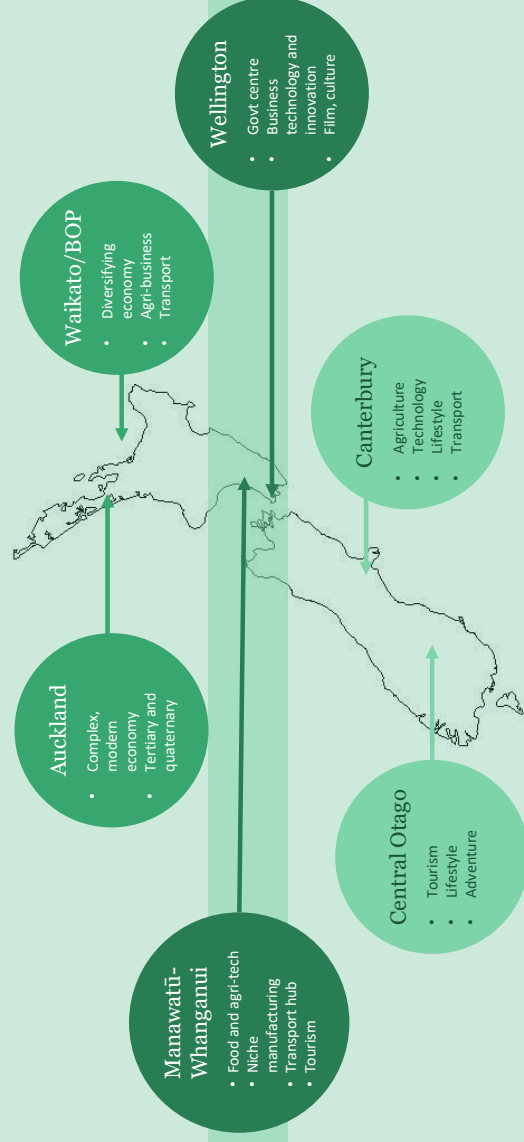 Manawatū-
Whanganui
• Food and agri-tech
• Niche
manufacturing
• Transport hub
• Tourism
Auckland
• Complex,
modern
economy
• Tertiary and
quaternary
Waikato/BOP
• Diversifying
economy
• Agri-business
• Transport
Wellington
• Govt centre
• Business
technology and
innovation
• Film, culture
Central Otago
• Tourism
• Lifestyle
• Adventure
Canterbury
• Agriculture
• Technology
• Lifestyle
• Transport